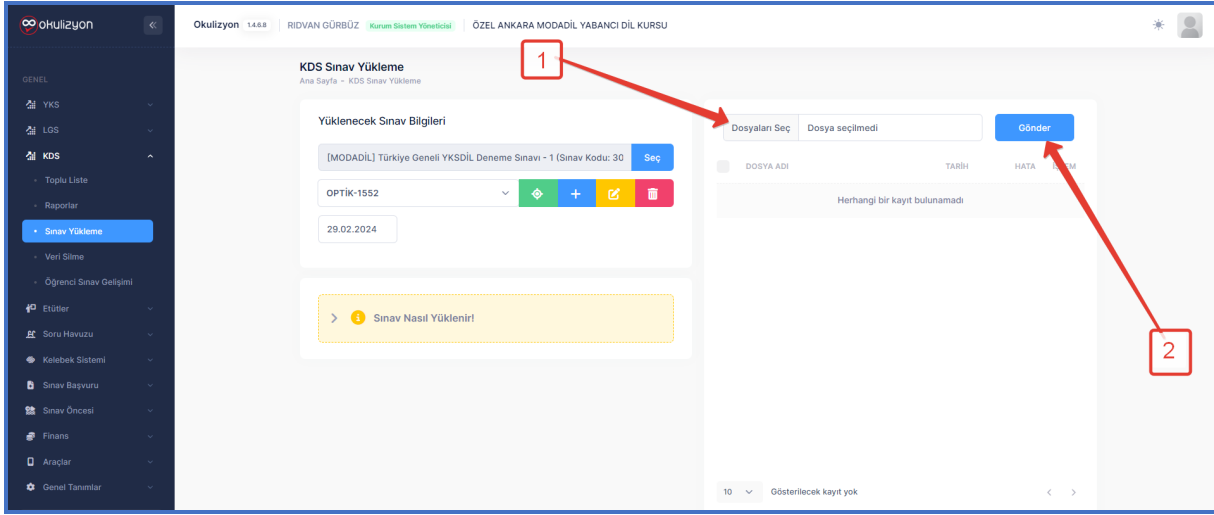 okulizyon
Okulizyon 1.4.6.8 RIDVAN GÜRBÜZ Kurum Sistem Yöneticisi ÖZEL ANKARA MODADİL YABANCI DİL KURSU
GENEL
YKS
LGS
KDS
Toplu Liste
Raporlar
Sınav Yükleme
Veri Silme
Öğrenci Sınav Gelişimi
Etütler
Soru Havuzu
Kelebek Sistemi
Sınav Başvuru
Sınav Öncesi
Finans
Araçlar
Genel Tanımlar
KDS Sınav Yükleme
Ana Sayfa - KDS Sınav Yükleme
1
Yüklenecek Sınav Bilgileri
[MODADİL] Türkiye Geneli YKSDİL Deneme Sınavı - 1 (Sınav Kodu: 30 Seç
OPTİK-1552
29.02.2024
Sınav Nasıl Yüklenir!
Dosyaları Seç Dosya seçilmedi Gönder
DOSYA ADI TARİH HATA İŞLEM
Herhangi bir kayıt bulunamadı
2
10 Gösterilecek kayıt yok